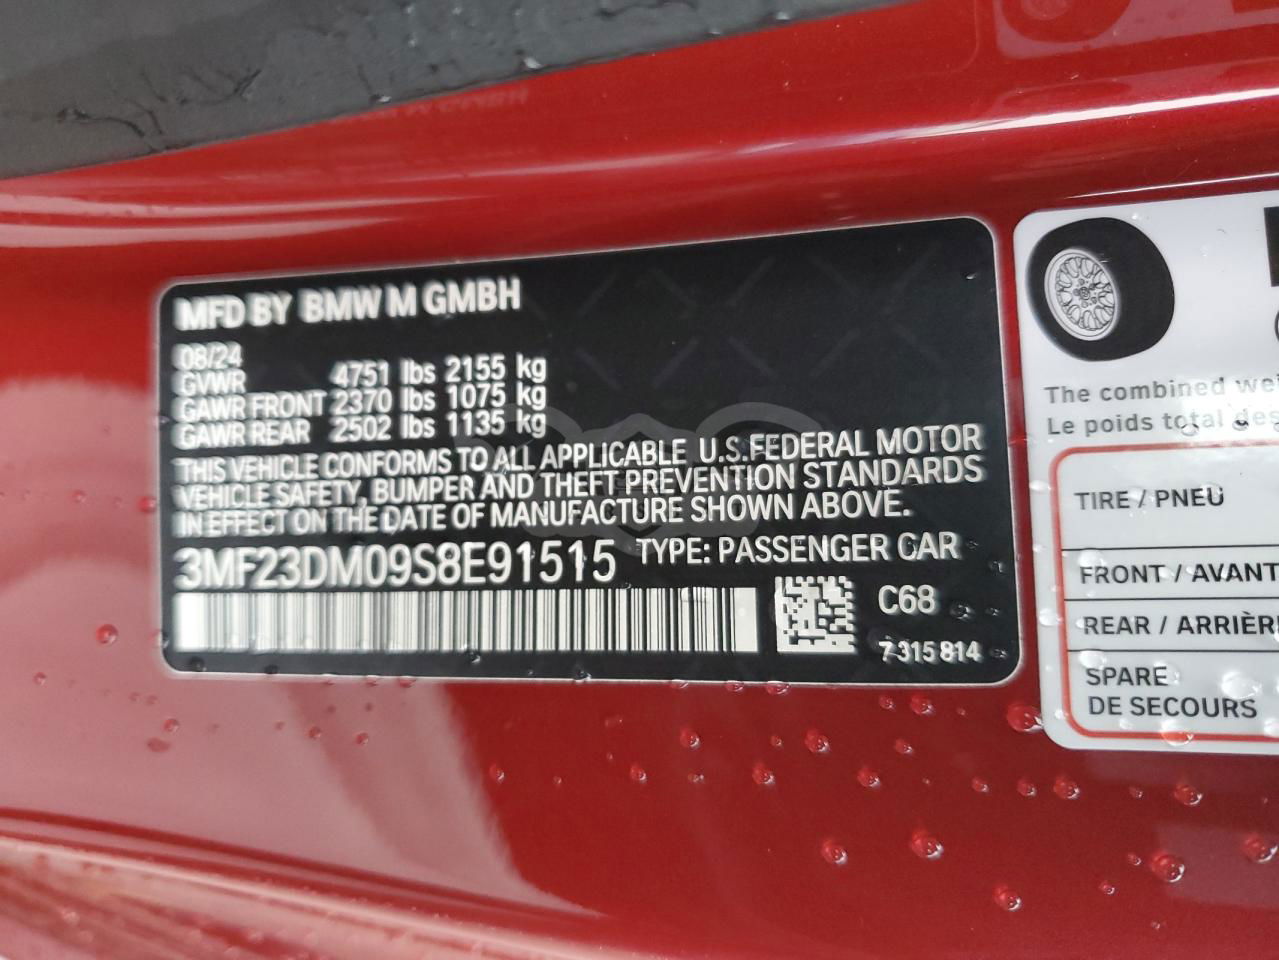 MFD BY BMW M GMBH
08/24
GVWR 4751 lbs 2155 kg
GAWR FRONT 2370 lbs 1075 kg
GAWR REAR 2502 lbs 1135 kg
THIS VEHICLE CONFORMS TO ALL APPLICABLE U.S.FEDERAL MOTOR
VEHICLE SAFETY, BUMPER AND THEFT PREVENTION STANDARDS
IN EFFECT ON THE DATE OF MANUFACTURE SHOWN ABOVE.
3MF23DM09S8E91515 TYPE: PASSENGER CAR
C68
7 315 814
The combined
Le poids total
TIRE / PNEU
FRONT / AVANT
REAR / ARRIÈR
SPARE
DE SECOURS